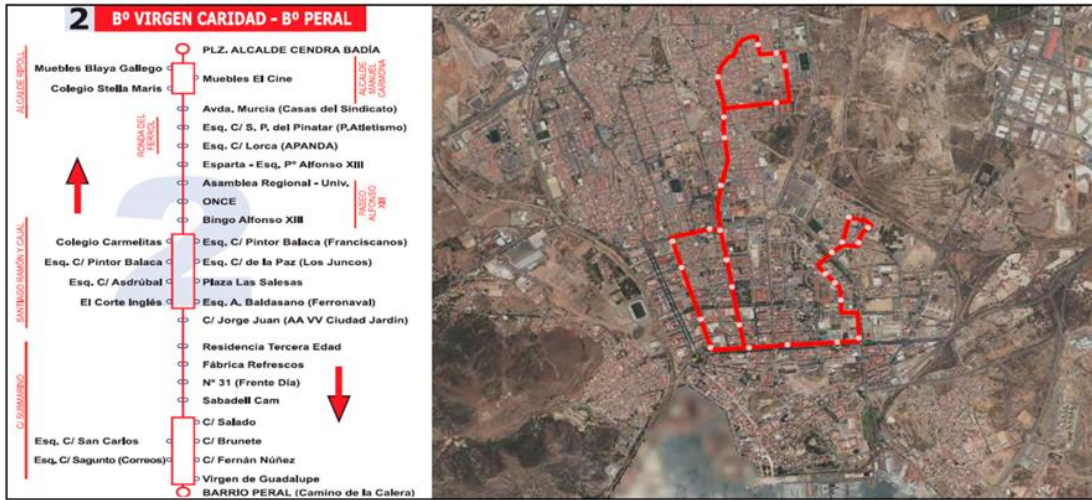 2 Bº VIRGEN CARIDAD - Bº PERAL
PLZ. ALCALDE CENDRA BADÍA
Muebles Blaya Gallego
Muebles El Cine
Colegio Stella Maris
ALCALDE RIPOLL
ALCALDE MANUEL CARMONA
Avda. Murcia (Casas del Sindicato)
Esq. C/ S. P. del Pinatar (P.Atletismo)
Esq. C/ Lorca (APANDA)
RONDA DEL FERROL
Esparta - Esq. Pº Alfonso XIII
Asamblea Regional - Univ.
ONCE
Bingo Alfonso XIII
PASEO ALFONSO XIII
2
Colegio Carmelitas
Esq. C/ Pintor Balaca (Franciscanos)
Esq. C/ Pintor Balaca
Esq. C/ de la Paz (Los Juncos)
Esq. C/ Asdrúbal
Plaza Las Salesas
El Corte Inglés
Esq. A. Baldasano (Ferronaval)
SANTIAGO RAMÓN Y CAJAL
C/ Jorge Juan (AA VV Ciudad Jardín)
Residencia Tercera Edad
Fábrica Refrescos
Nº 31 (Frente Día)
Sabadell Cam
C/ SUBMARINO
C/ Salado
Esq. C/ San Carlos
C/ Brunete
Esq. C/ Sagunto (Correos)
C/ Fernán Núñez
Virgen de Guadalupe
BARRIO PERAL (Camino de la Calera)